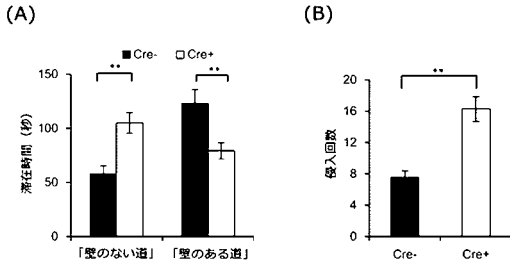 (A)
■Cre- □Cre+
**
**
滞在時間（秒）
150
100
50
0
「壁のない道」 「壁のある道」
(B)
**
侵入回数
20
16
12
8
4
0
Cre- Cre+